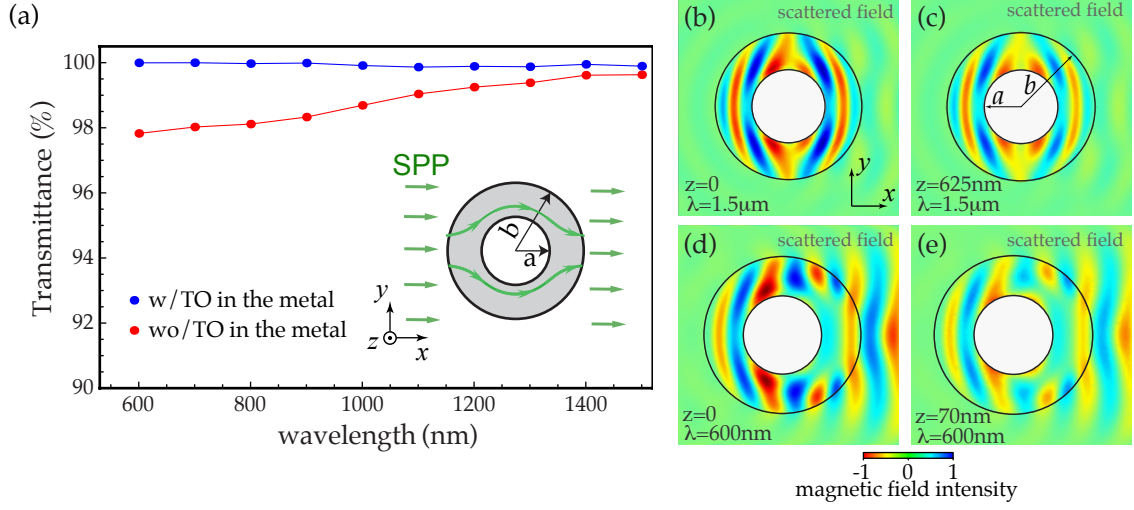 (a)
Transmittance (%)
100
98
96
94
92
90
600
800
1000
1200
1400
wavelength (nm)
w/TO in the metal
wo/TO in the metal
SPP
b
a
y
z
x
(b)
scattered field
y
x
z=0
λ=1.5μm
(c)
scattered field
a
b
z=625nm
λ=1.5μm
(d)
scattered field
z=0
λ=600nm
(e)
scattered field
z=70nm
λ=600nm
-1 0 1
magnetic field intensity